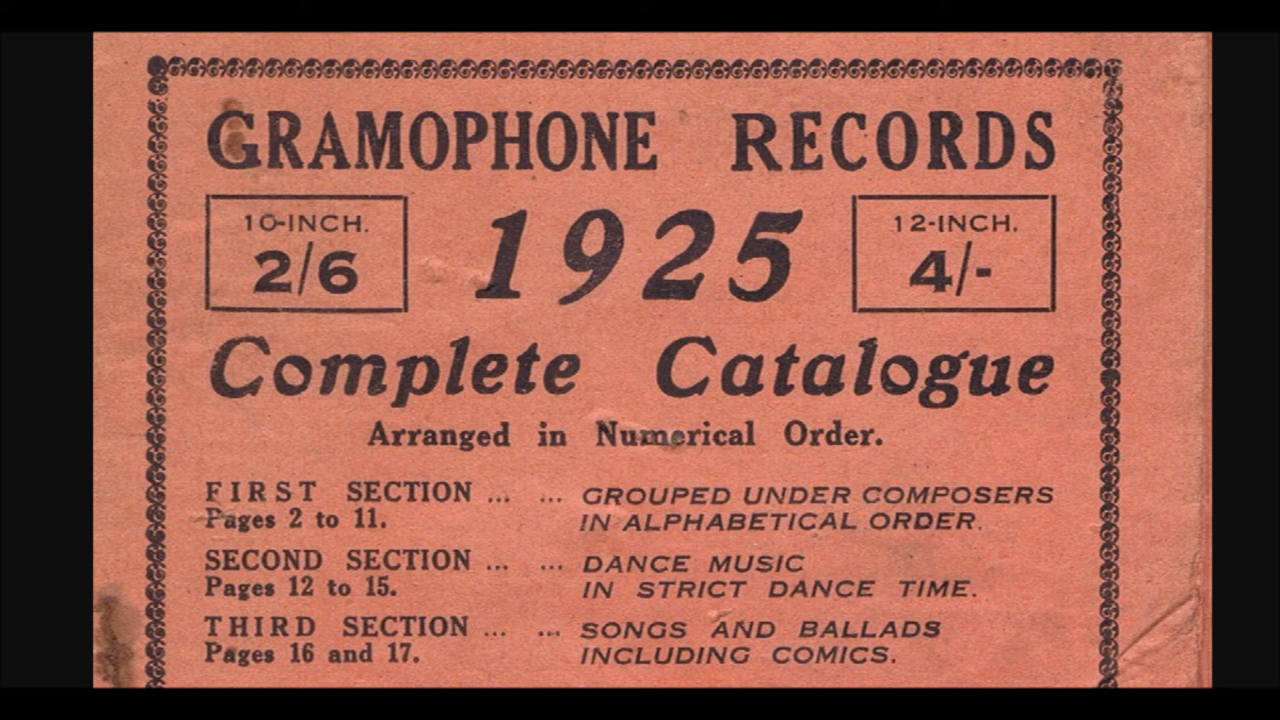 GRAMOPHONE RECORDS
10-INCH. 2/6
1925
12-INCH. 4/-
Complete Catalogue
Arranged in Numerical Order.
FIRST SECTION ... ... GROUPED UNDER COMPOSERS
Pages 2 to 11. IN ALPHABETICAL ORDER.
SECOND SECTION ... ... DANCE MUSIC
Pages 12 to 15. IN STRICT DANCE TIME.
THIRD SECTION ... ... SONGS AND BALLADS
Pages 16 and 17. INCLUDING COMICS.